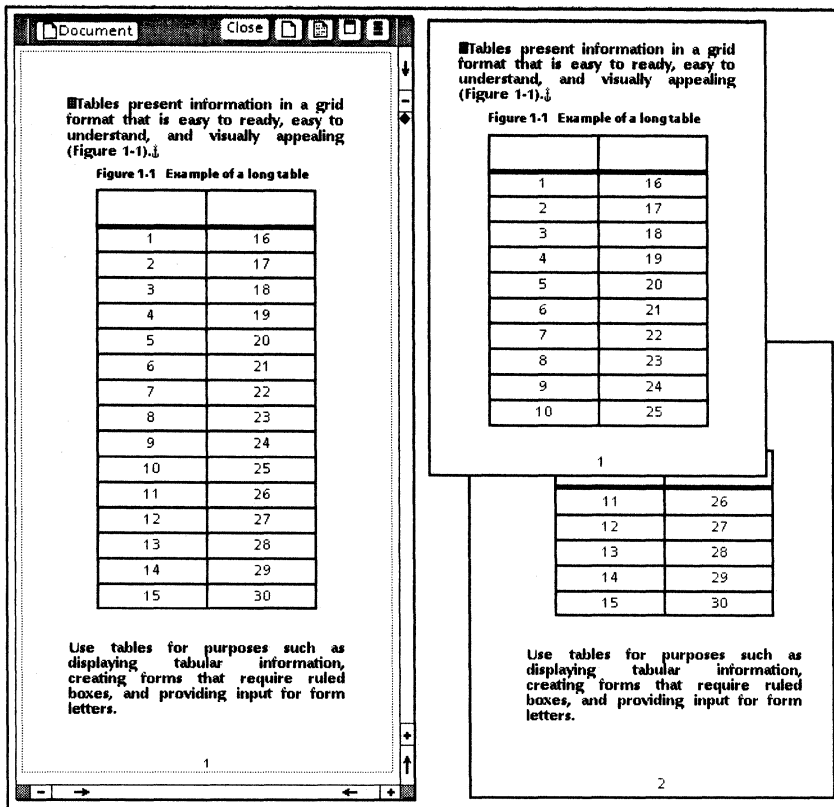 Document Close
Tables present information in a grid
format that is easy to ready, easy to
understand, and visually appealing
(Figure 1-1).
Figure 1-1 Example of a long table
1 16
2 17
3 18
4 19
5 20
6 21
7 22
8 23
9 24
10 25
11 26
12 27
13 28
14 29
15 30
Use tables for purposes such as
displaying tabular information,
creating forms that require ruled
boxes, and providing input for form
letters.
1
Tables present information in a grid
format that is easy to ready, easy to
understand, and visually appealing
(Figure 1-1).
Figure 1-1 Example of a long table
1 16
2 17
3 18
4 19
5 20
6 21
7 22
8 23
9 24
10 25
1
11 26
12 27
13 28
14 29
15 30
Use tables for purposes such as
displaying tabular information,
creating forms that require ruled
boxes, and providing input for form
letters.
2